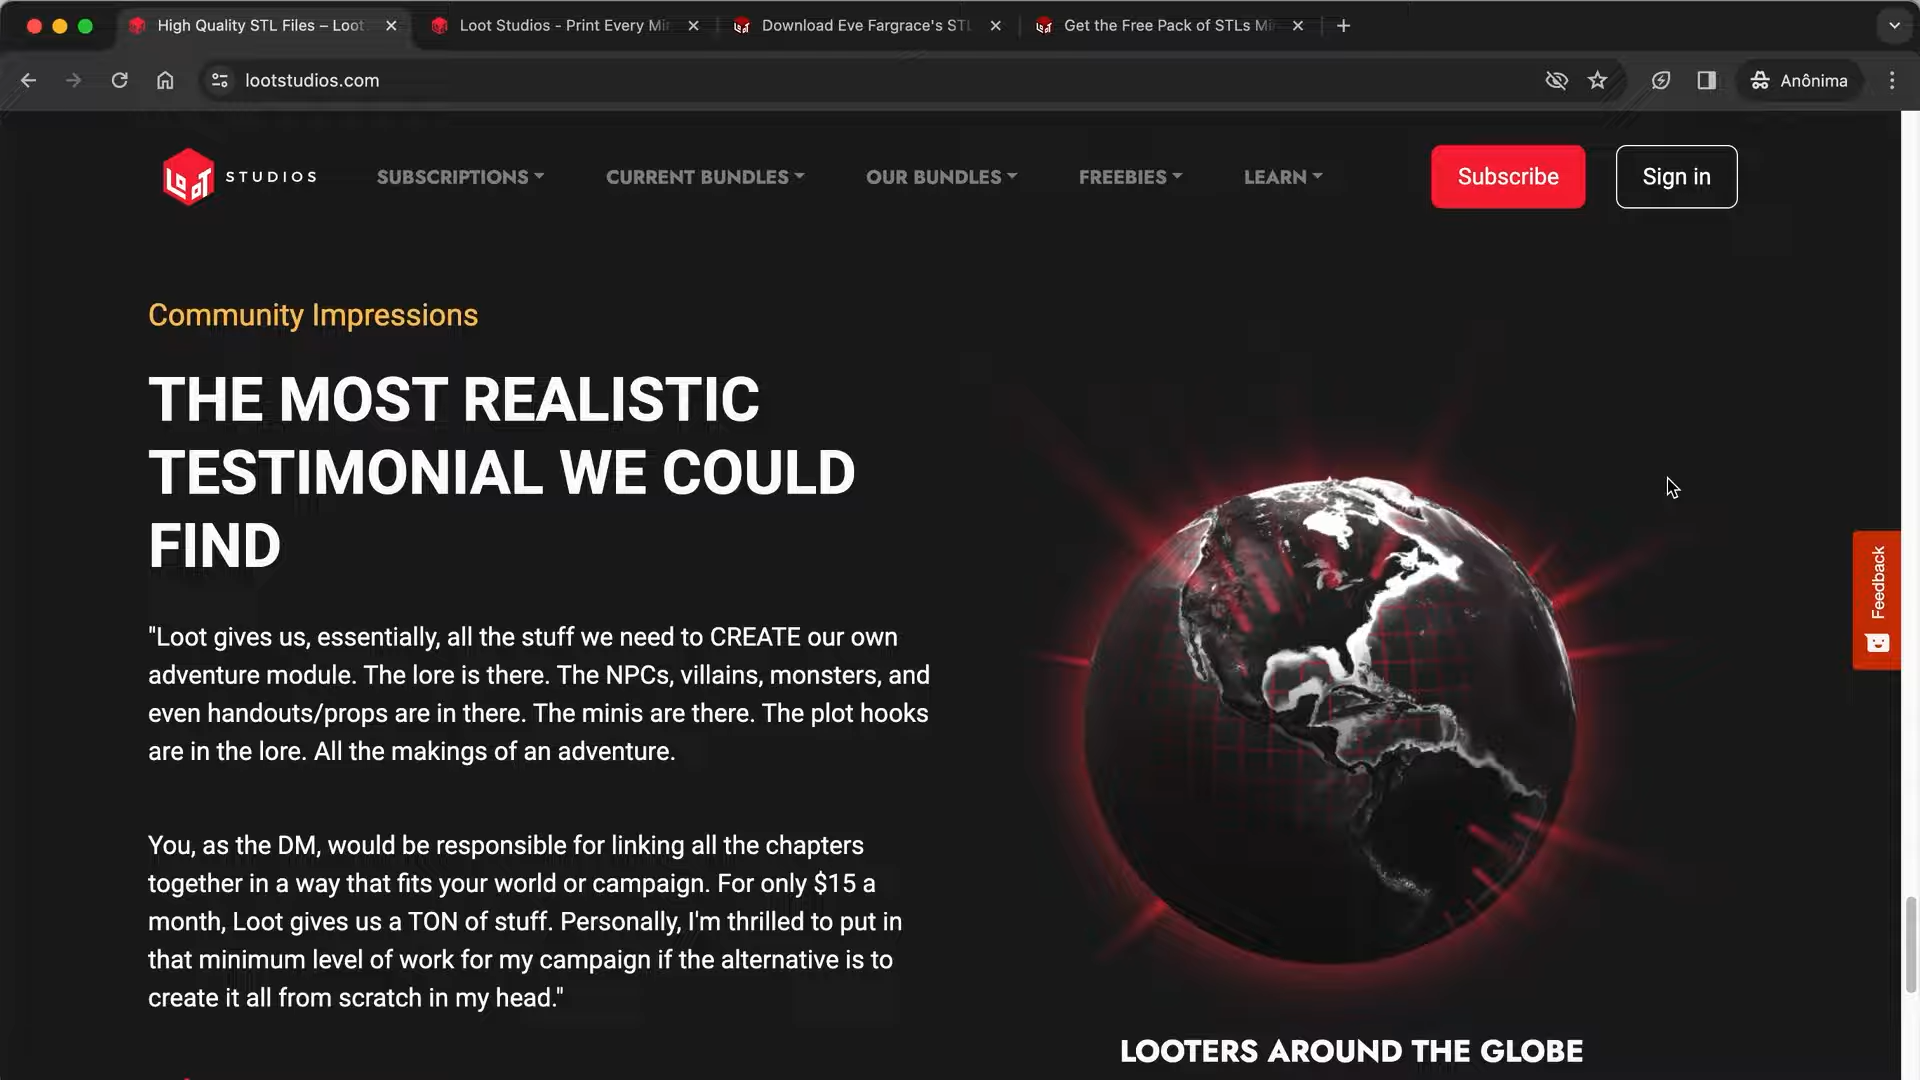 High Quality STL Files – Loot
Loot Studios - Print Every Mi
Download Eve Fargrace's STL
Get the Free Pack of STLs Mi
lootstudios.com
Anônima
LOOT STUDIOS
SUBSCRIPTIONS
CURRENT BUNDLES
OUR BUNDLES
FREEBIES
LEARN
Subscribe
Sign in
Community Impressions
THE MOST REALISTIC
TESTIMONIAL WE COULD
FIND
"Loot gives us, essentially, all the stuff we need to CREATE our own
adventure module. The lore is there. The NPCs, villains, monsters, and
even handouts/props are in there. The minis are there. The plot hooks
are in the lore. All the makings of an adventure.
You, as the DM, would be responsible for linking all the chapters
together in a way that fits your world or campaign. For only $15 a
month, Loot gives us a TON of stuff. Personally, I'm thrilled to put in
that minimum level of work for my campaign if the alternative is to
create it all from scratch in my head."
Feedback
LOOTERS AROUND THE GLOBE